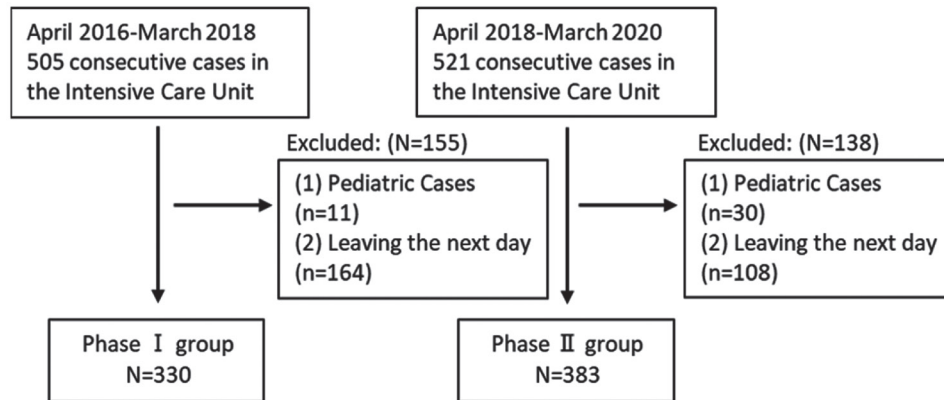 April 2016-March 2018
505 consecutive cases in
the Intensive Care Unit
Excluded: (N=155)
(1) Pediatric Cases
(n=11)
(2) Leaving the next day
(n=164)
Phase Ⅰ group
N=330
April 2018-March 2020
521 consecutive cases in
the Intensive Care Unit
Excluded: (N=138)
(1) Pediatric Cases
(n=30)
(2) Leaving the next day
(n=108)
Phase Ⅱ group
N=383